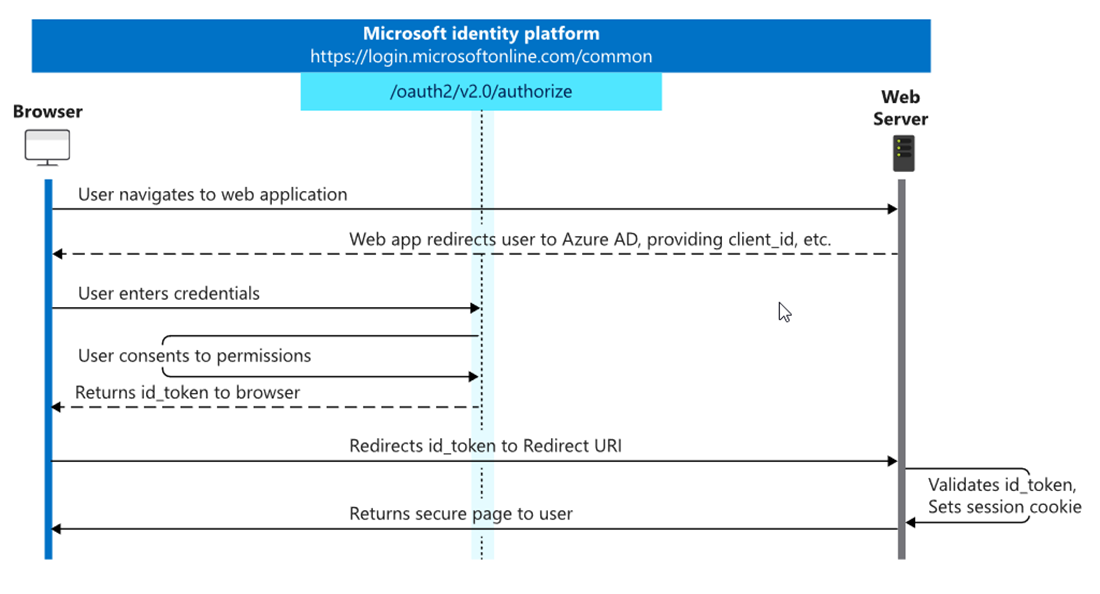 Microsoft identity platform
https://login.microsoftonline.com/common
/oauth2/v2.0/authorize
Browser
Web
Server
User navigates to web application
Web app redirects user to Azure AD, providing client_id, etc.
User enters credentials
User consents to permissions
Returns id_token to browser
Redirects id_token to Redirect URI
Validates id_token,
Sets session cookie
Returns secure page to user